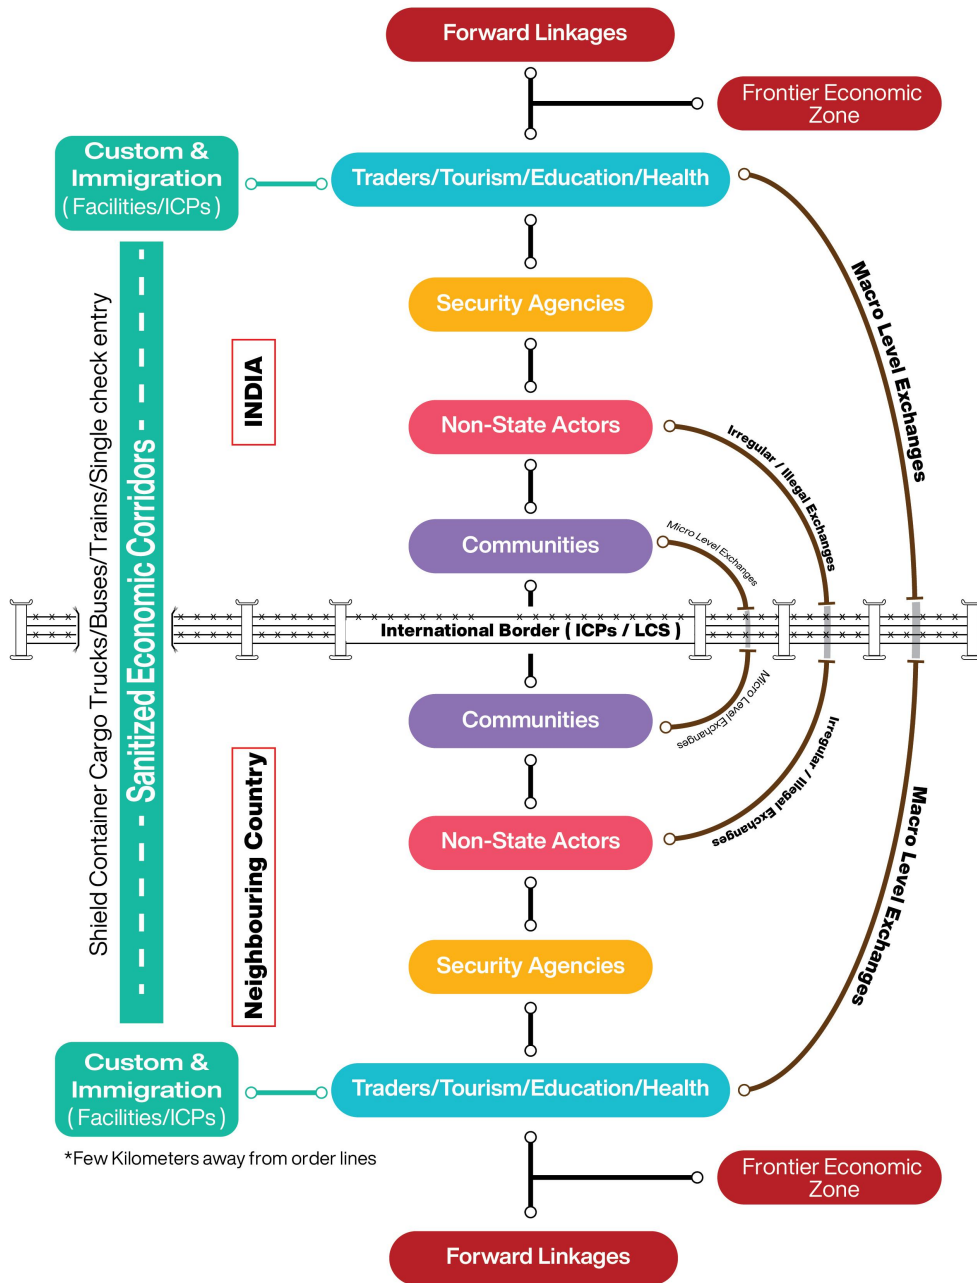 Forward Linkages
Frontier Economic
Zone
Custom &
Immigration
( Facilities/ICPs )
Traders/Tourism/Education/Health
Security Agencies
Macro Level Exchanges
INDIA
Non-State Actors
Irregular / Illegal Exchanges
Shield Container Cargo Trucks/Buses/Trains/Single check entry
Sanitized Economic Corridors
Communities
Micro Level Exchanges
International Border ( ICPs / LCS )
Communities
Micro Level Exchanges
Neighbouring Country
Non-State Actors
Irregular / Illegal Exchanges
Macro Level Exchanges
Security Agencies
Custom &
Immigration
( Facilities/ICPs )
Traders/Tourism/Education/Health
*Few Kilometers away from order lines
Frontier Economic
Zone
Forward Linkages